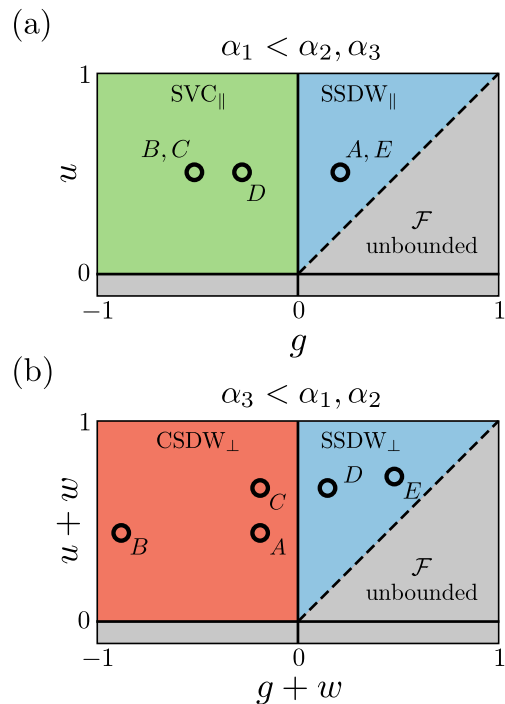 (a)
α₁ < α₂, α₃
1
SVC∥
SSDW∥
B, C
A, E
D
u
F
unbounded
0
−1
0
1
g
(b)
α₃ < α₁, α₂
1
CSDW⊥
SSDW⊥
D
E
C
B
A
u + w
F
unbounded
0
−1
0
1
g + w